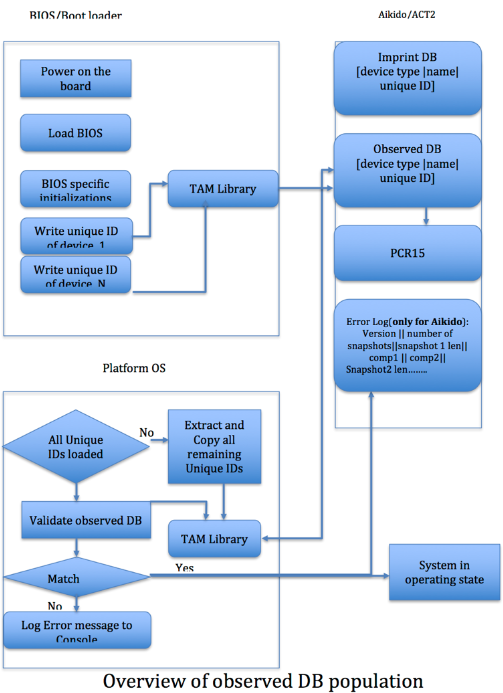 BIOS/Boot loader
Aikido/ACT2
Power on the
board
Load BIOS
BIOS specific
initializations
Write unique ID
of device 1
Write unique ID
of device N
TAM Library
Imprint DB
[device type |name|
unique ID]
Observed DB
[device type |name|
unique ID]
PCR15
Error Log(only for Aikido):
Version || number of
snapshots||snapshot 1 len||
comp1 || comp2||
Snapshot2 len........
Platform OS
All Unique
IDs loaded
No
Extract and
Copy all
remaining
Unique IDs
Validate observed DB
TAM Library
Match
Yes
No
Log Error message to
Console
System in
operating state
Overview of observed DB population